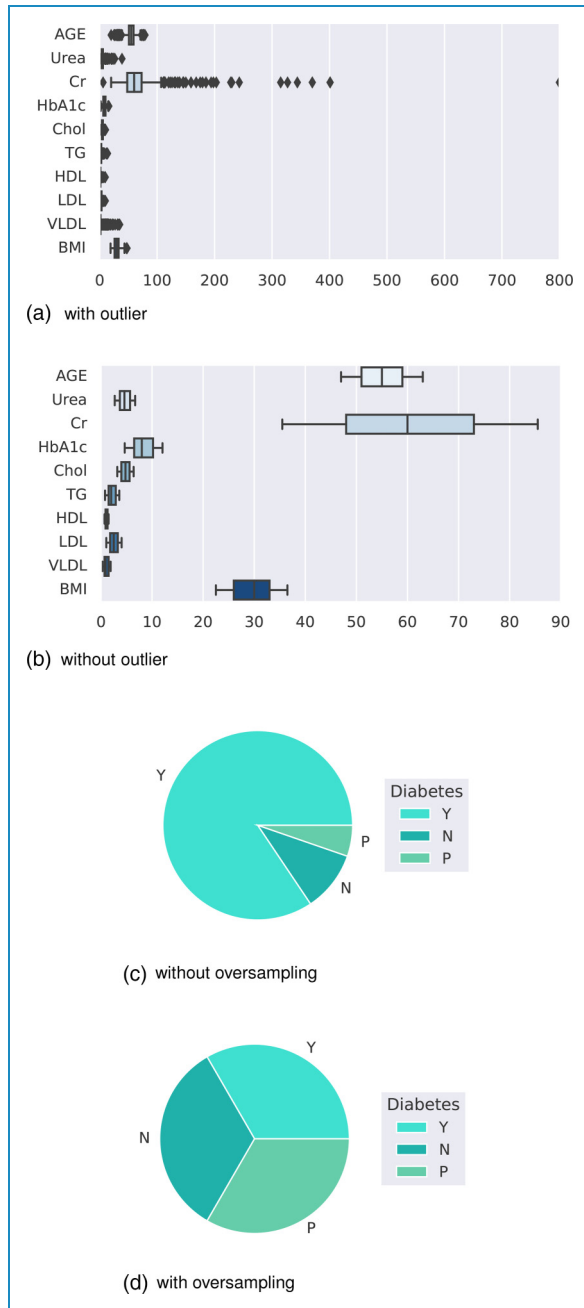 AGE
Urea
Cr
HbA1c
Chol
TG
HDL
LDL
VLDL
BMI
0 100 200 300 400 500 600 700 800
(a) with outlier
AGE
Urea
Cr
HbA1c
Chol
TG
HDL
LDL
VLDL
BMI
0 10 20 30 40 50 60 70 80 90
(b) without outlier
Y
P
N
Diabetes
Y
N
P
(c) without oversampling
Y
N
P
Diabetes
Y
N
P
(d) with oversampling